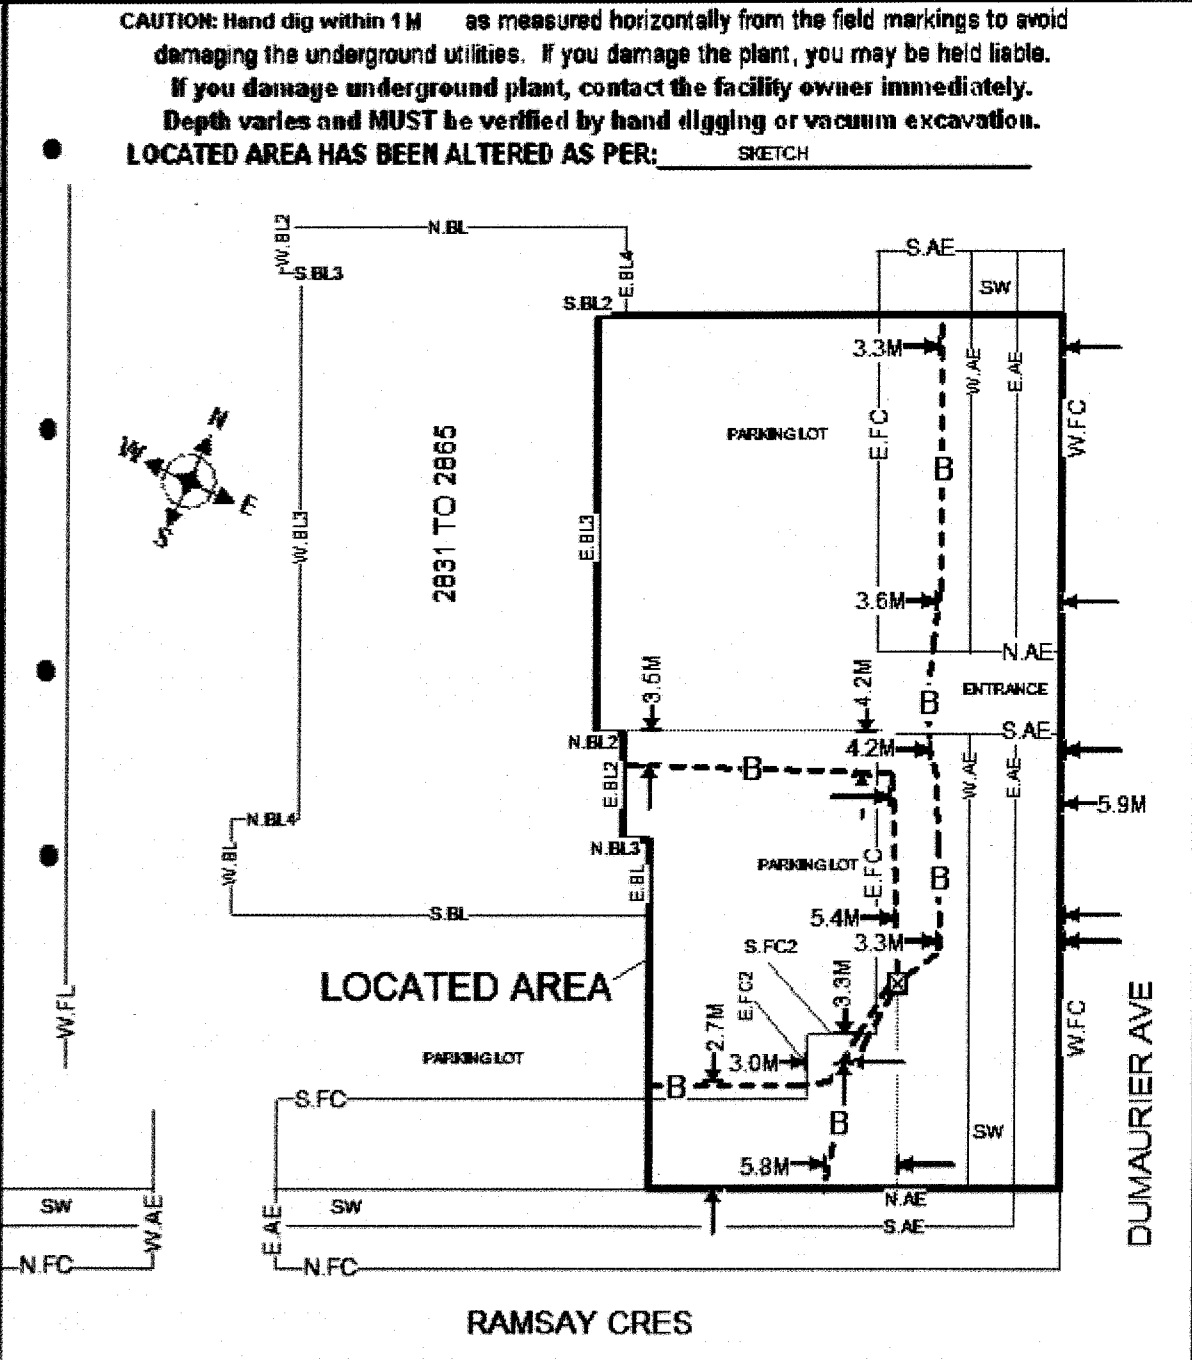 CAUTION: Hand dig within 1 M as measured horizontally from the field markings to avoid
damaging the underground utilities. If you damage the plant, you may be held liable.
If you damage underground plant, contact the facility owner immediately.
Depth varies and MUST be verified by hand digging or vacuum excavation.
LOCATED AREA HAS BEEN ALTERED AS PER: SKETCH
W.BL2
N.BL
S.BL3
E.BL4
S.BL2
S.AE
SW
3.3M
W.AE
E.AE
E.FC
W.FC
PARKING LOT
B
N
W
E
S
2831 TO 2865
W.BL3
E.BL3
3.6M
N.AE
3.5M
4.2M
B
ENTRANCE
S.AE
N.BL2
4.2M
E.BL2
B
W.AE
E.AE
5.9M
N.BL4
N.BL3
W.BL
E.BL
PARKING LOT
E.FC
B
S.BL
5.4M
S.FC2
3.3M
LOCATED AREA
E.FC2
3.3M
W.FL
2.7M
W.FC
PARKING LOT
3.0M
B
S.FC
B
SW
5.8M
DUMAURIER AVE
SW
W.AE
E.AE
SW
N.AE
S.AE
N.FC
N.FC
RAMSAY CRES